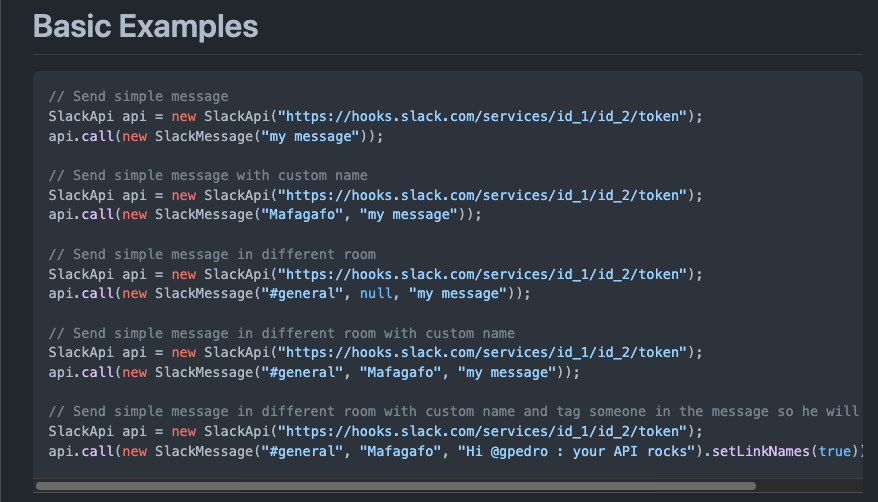 Basic Examples
// Send simple message
SlackApi api = new SlackApi("https://hooks.slack.com/services/id_1/id_2/token");
api.call(new SlackMessage("my message"));
// Send simple message with custom name
SlackApi api = new SlackApi("https://hooks.slack.com/services/id_1/id_2/token");
api.call(new SlackMessage("Mafagafo", "my message"));
// Send simple message in different room
SlackApi api = new SlackApi("https://hooks.slack.com/services/id_1/id_2/token");
api.call(new SlackMessage("#general", null, "my message"));
// Send simple message in different room with custom name
SlackApi api = new SlackApi("https://hooks.slack.com/services/id_1/id_2/token");
api.call(new SlackMessage("#general", "Mafagafo", "my message"));
// Send simple message in different room with custom name and tag someone in the message so he will
SlackApi api = new SlackApi("https://hooks.slack.com/services/id_1/id_2/token");
api.call(new SlackMessage("#general", "Mafagafo", "Hi @gpedro : your API rocks").setLinkNames(true))